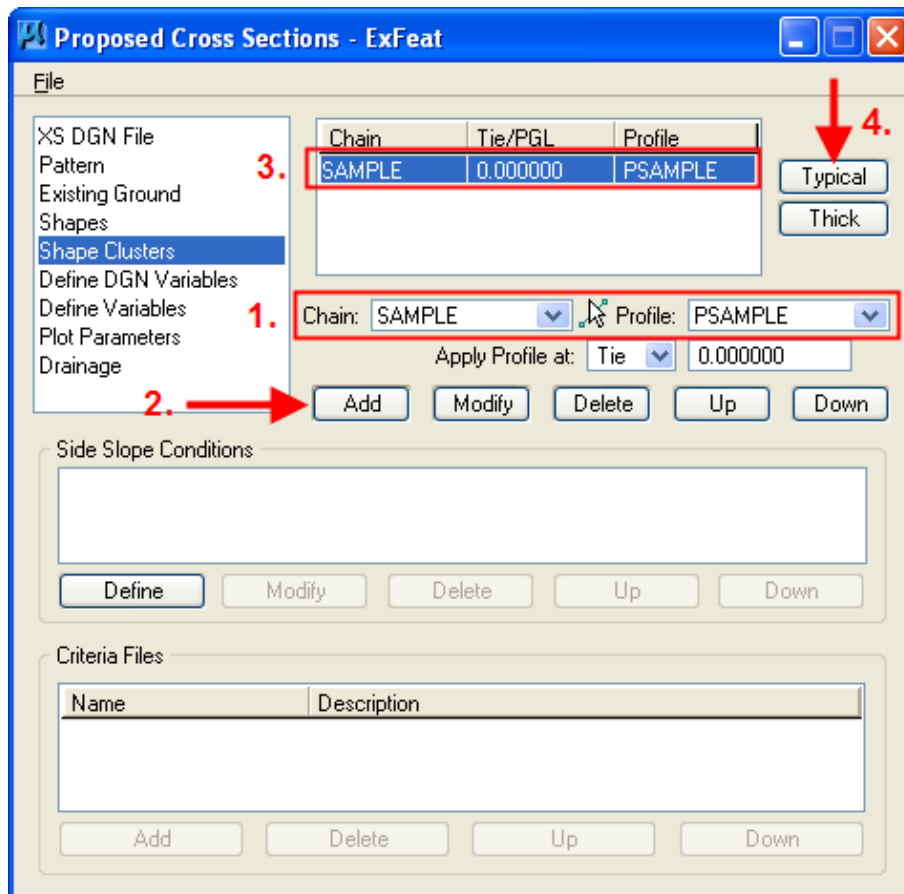 Proposed Cross Sections - ExFeat
File
XS DGN File
Pattern
Existing Ground
Shapes
Shape Clusters
Define DGN Variables
Define Variables
Plot Parameters
Drainage
3.
Chain Tie/PGL Profile
SAMPLE 0.000000 PSAMPLE
4.
Typical
Thick
1.
Chain: SAMPLE Profile: PSAMPLE
Apply Profile at: Tie 0.000000
2.
Add Modify Delete Up Down
Side Slope Conditions
Define Modify Delete Up Down
Criteria Files
Name Description
Add Delete Up Down